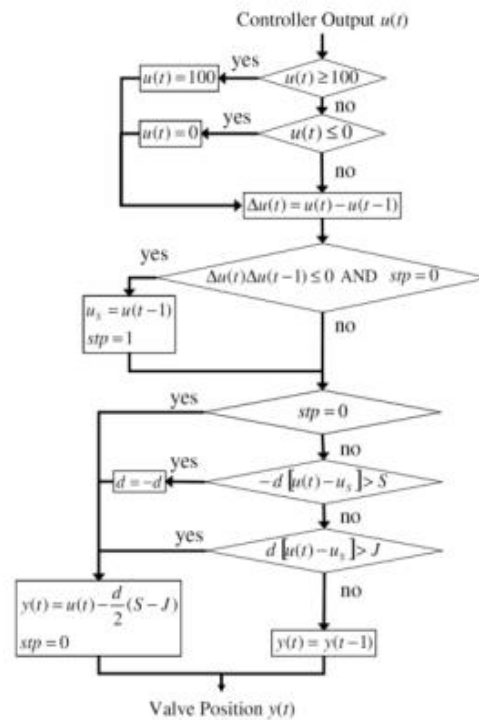 Controller Output u(t)
yes
u(t) = 100
u(t) ≥ 100
no
yes
u(t) = 0
u(t) ≤ 0
no
Δu(t) = u(t) − u(t−1)
yes
Δu(t)Δu(t−1) ≤ 0 AND stp = 0
u_s = u(t−1)
stp = 1
no
yes
stp = 0
no
yes
d = −d
−d [u(t) − u_s] > S
no
yes
d [u(t) − u_s] > J
no
y(t) = u(t) − d/2 (S − J)
stp = 0
y(t) = y(t−1)
Valve Position y(t)